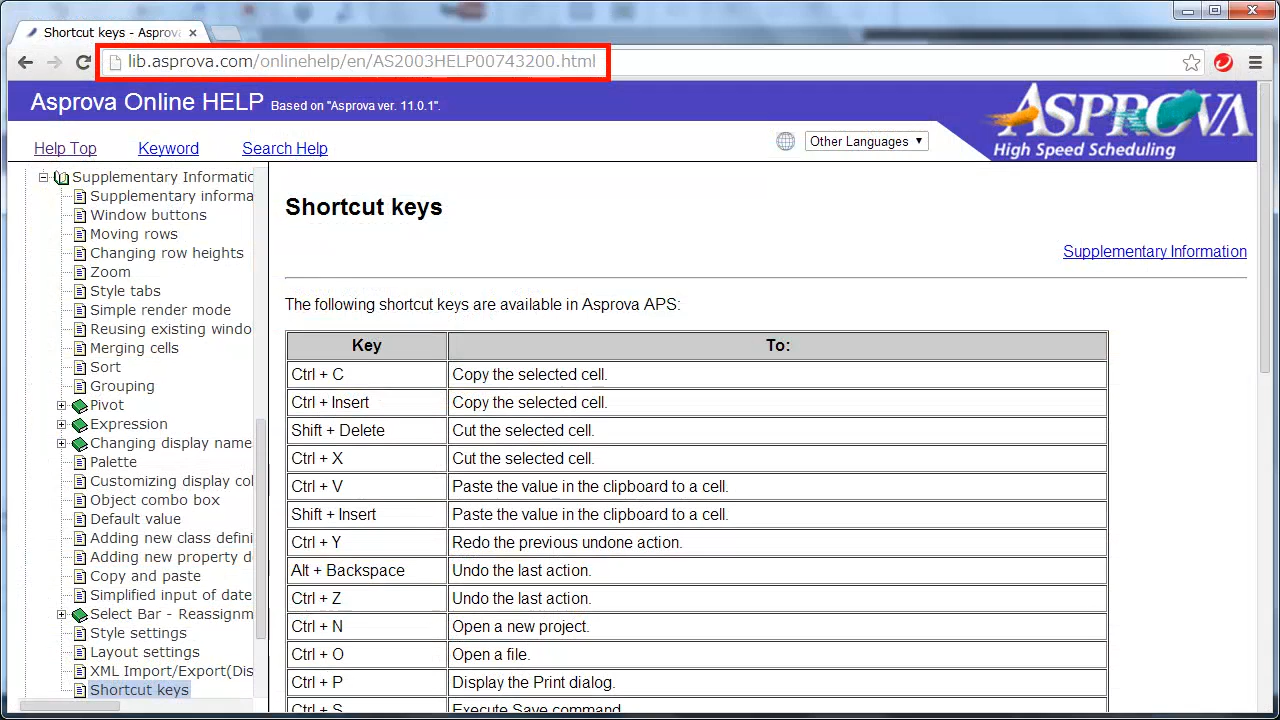 Shortcut keys - Asprova
lib.asprova.com/onlinehelp/en/AS2003HELP00743200.html
Asprova Online HELP Based on "Asprova ver. 11.0.1".
ASPROVA
High Speed Scheduling
Help Top
Keyword
Search Help
Other Languages
Supplementary Informatio
Supplementary informa
Window buttons
Moving rows
Changing row heights
Zoom
Style tabs
Simple render mode
Reusing existing windo
Merging cells
Sort
Grouping
Pivot
Expression
Changing display name
Palette
Customizing display col
Object combo box
Default value
Adding new class defini
Adding new property d
Copy and paste
Simplified input of date
Select Bar - Reassignm
Style settings
Layout settings
XML Import/Export(Dis
Shortcut keys
Shortcut keys
Supplementary Information
The following shortcut keys are available in Asprova APS:
Key To:
Ctrl + C Copy the selected cell.
Ctrl + Insert Copy the selected cell.
Shift + Delete Cut the selected cell.
Ctrl + X Cut the selected cell.
Ctrl + V Paste the value in the clipboard to a cell.
Shift + Insert Paste the value in the clipboard to a cell.
Ctrl + Y Redo the previous undone action.
Alt + Backspace Undo the last action.
Ctrl + Z Undo the last action.
Ctrl + N Open a new project.
Ctrl + O Open a file.
Ctrl + P Display the Print dialog.
Ctrl + S Execute Save command